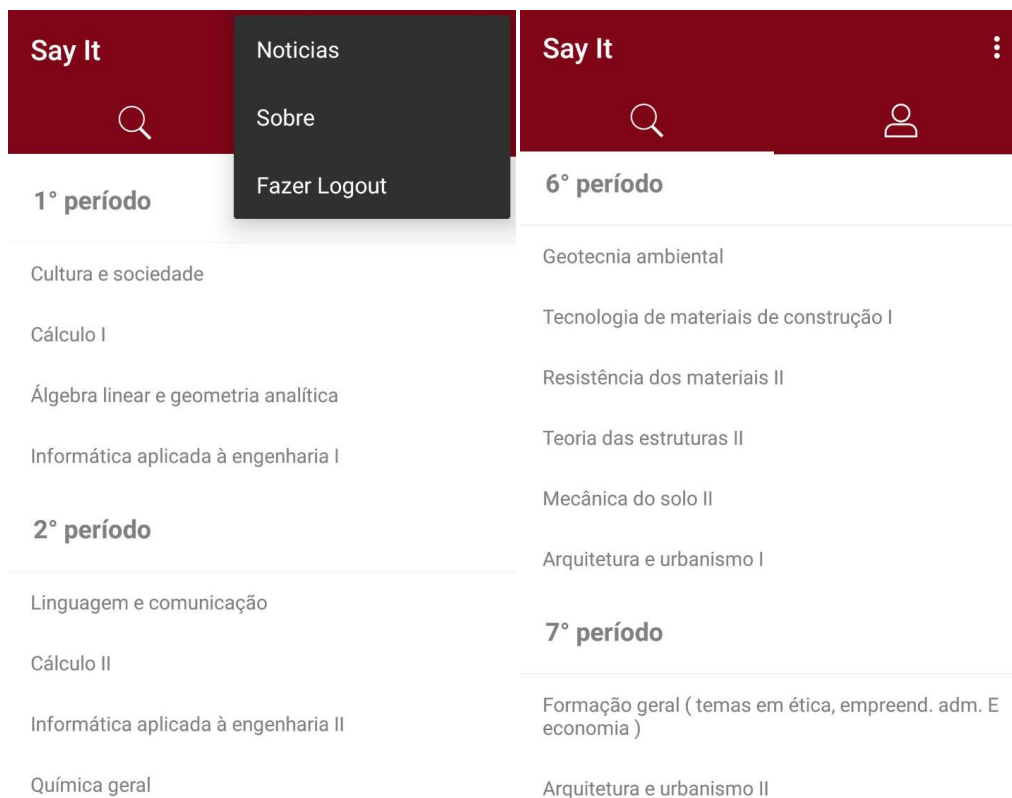 Say It
Noticias
Sobre
Fazer Logout
1° período
Cultura e sociedade
Cálculo I
Álgebra linear e geometria analítica
Informática aplicada à engenharia I
2° período
Linguagem e comunicação
Cálculo II
Informática aplicada à engenharia II
Química geral
Say It
6° período
Geotecnia ambiental
Tecnologia de materiais de construção I
Resistência dos materiais II
Teoria das estruturas II
Mecânica do solo II
Arquitetura e urbanismo I
7° período
Formação geral ( temas em ética, empreend. adm. E
economia )
Arquitetura e urbanismo II